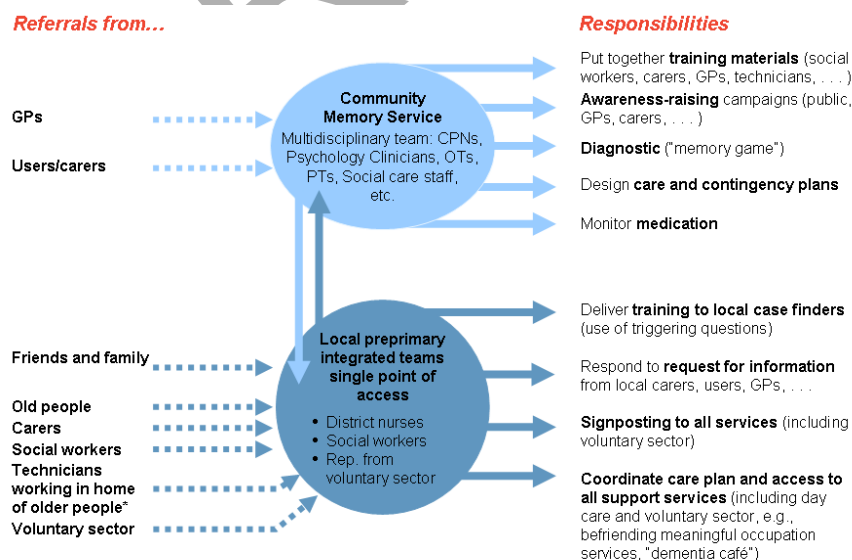 Referrals from...
Responsibilities
GPs
Users/carers
Community
Memory Service
Multidisciplinary team: CPNs,
Psychology Clinicians, OTs,
PTs, Social care staff,
etc.
Put together training materials (social
workers, carers, GPs, technicians, . . . )
Awareness-raising campaigns (public,
GPs, carers, . . . )
Diagnostic ("memory game")
Design care and contingency plans
Monitor medication
Friends and family
Old people
Carers
Social workers
Technicians
working in home
of older people*
Voluntary sector
Local preprimary
integrated teams
single point of
access
• District nurses
• Social workers
• Rep. from
voluntary sector
Deliver training to local case finders
(use of triggering questions)
Respond to request for information
from local carers, users, GPs, . . .
Signposting to all services (including
voluntary sector)
Coordinate care plan and access to
all support services (including day
care and voluntary sector, e.g.,
befriending meaningful occupation
services, "dementia café")